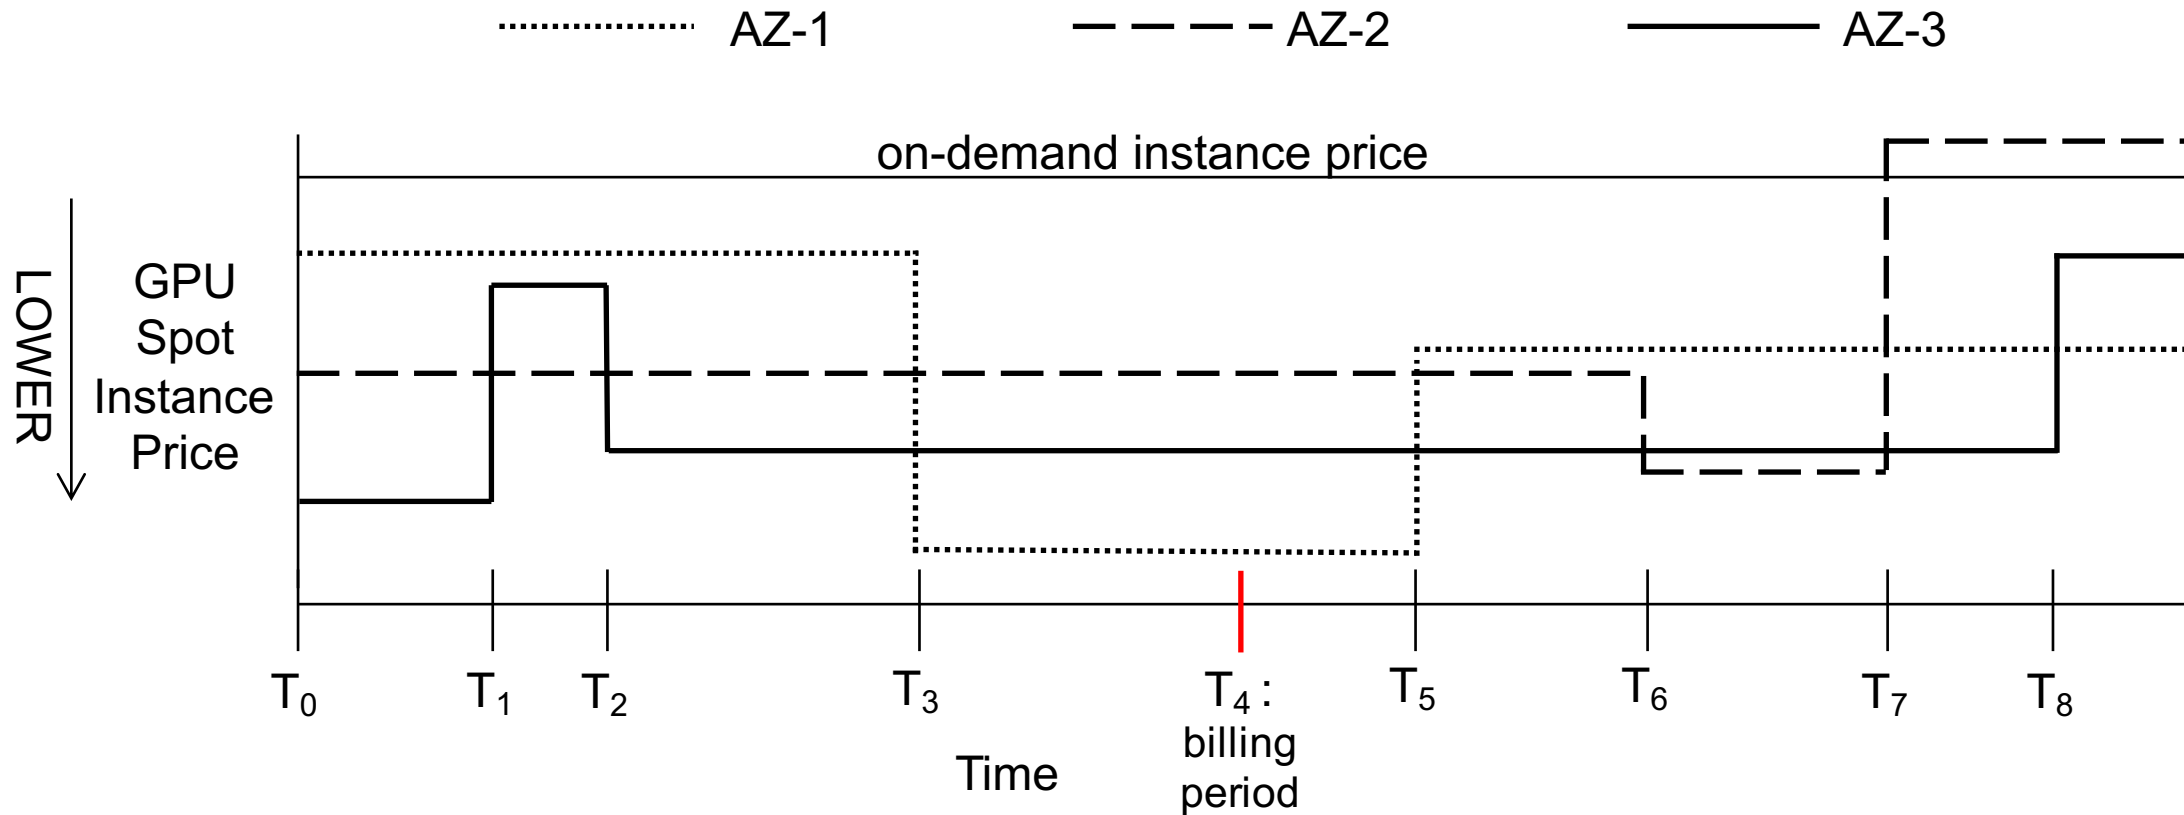 AZ-1
AZ-2
AZ-3
on-demand instance price
LOWER
GPU
Spot
Instance
Price
T0
T1
T2
T3
T4 :
billing
period
T5
T6
T7
T8
Time